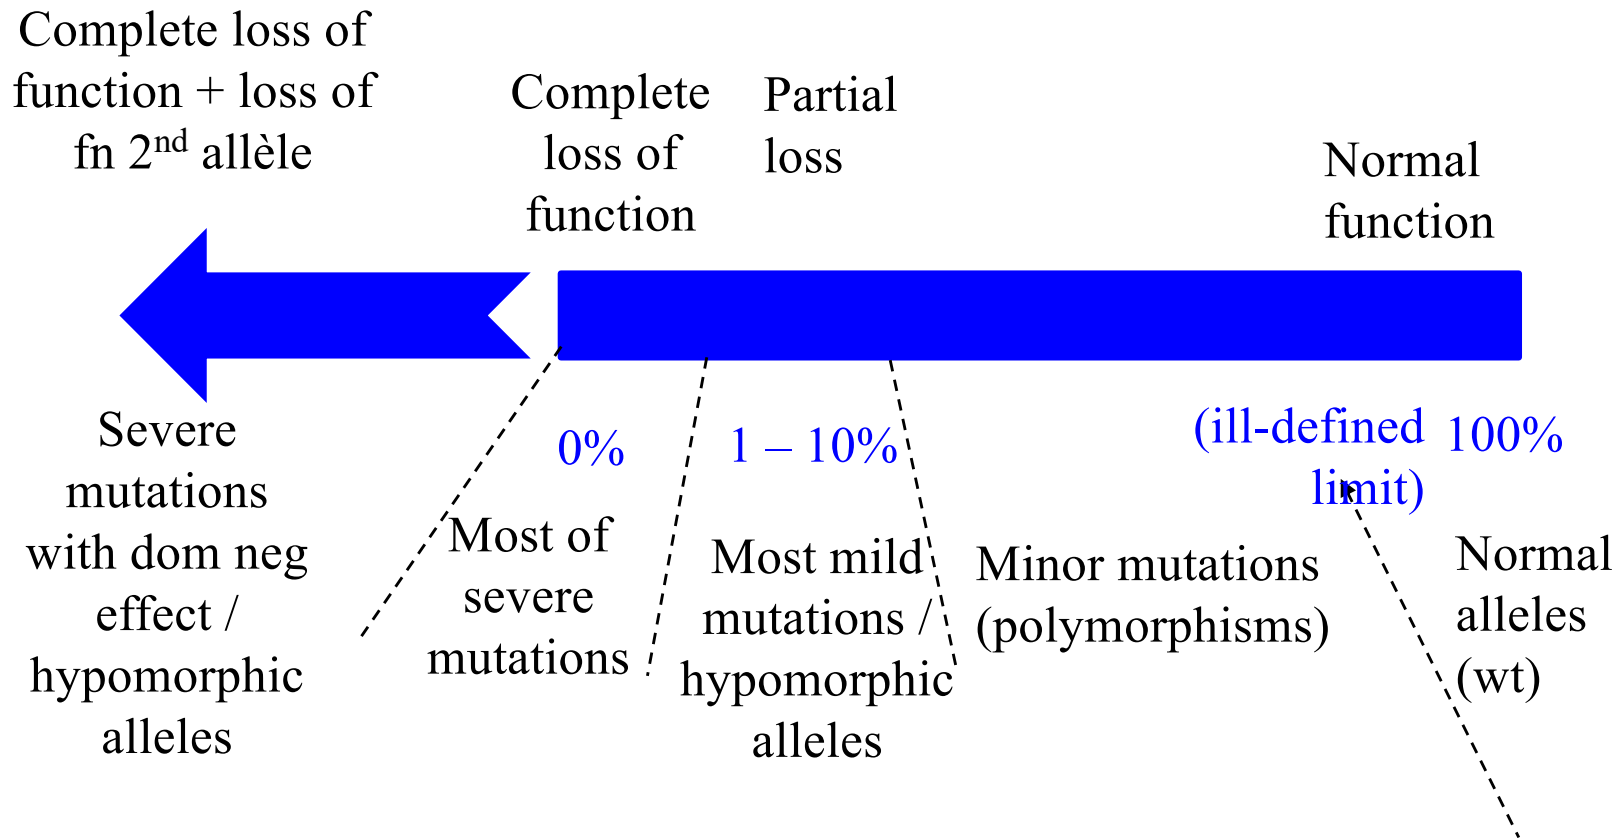 Complete loss of
function + loss of
fn 2nd allèle
Complete
loss of
function
Partial
loss
Normal
function
0%
1 – 10%
(ill-defined
limit)
100%
Severe
mutations
with dom neg
effect /
hypomorphic
alleles
Most of
severe
mutations
Most mild
mutations /
hypomorphic
alleles
Minor mutations
(polymorphisms)
Normal
alleles
(wt)